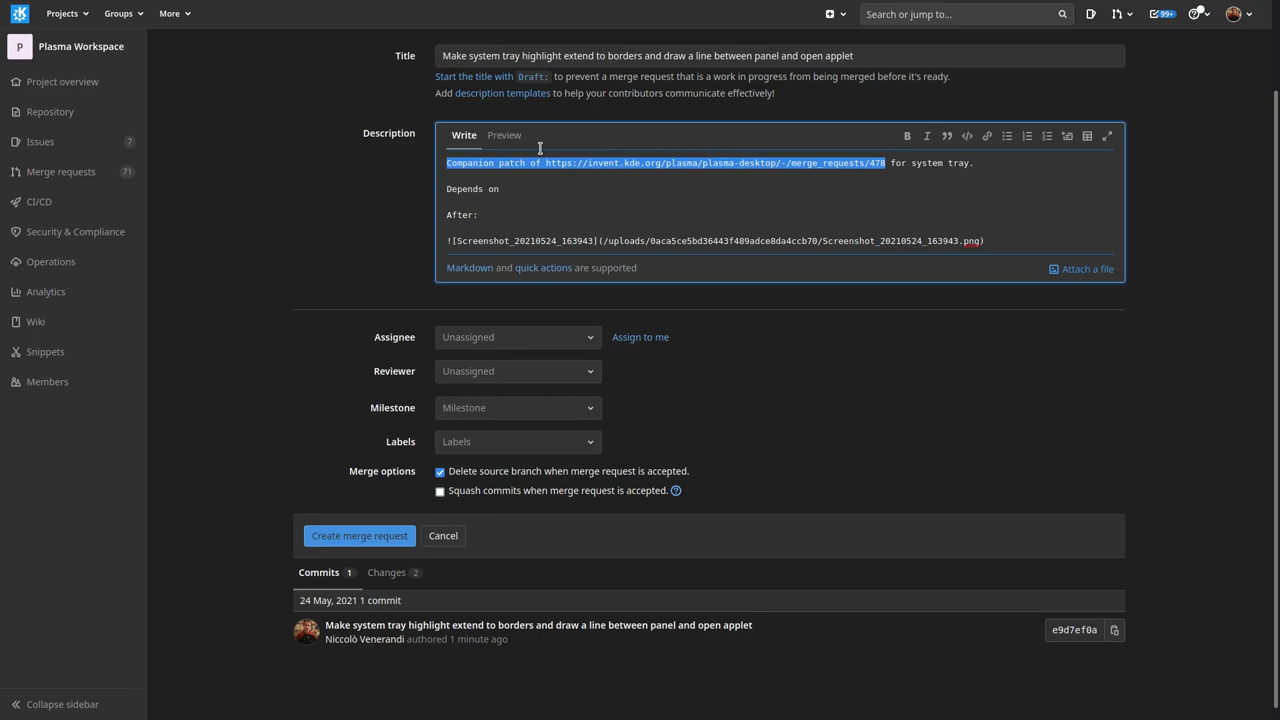 Projects
Groups
More
Search or jump to...
99+
P
Plasma Workspace
Project overview
Repository
Issues
7
Merge requests
71
CI/CD
Security & Compliance
Operations
Analytics
Wiki
Snippets
Members
Collapse sidebar
Title
Make system tray highlight extend to borders and draw a line between panel and open applet
Start the title with Draft: to prevent a merge request that is a work in progress from being merged before it's ready.
Add description templates to help your contributors communicate effectively!
Description
Write
Preview
Companion patch of https://invent.kde.org/plasma/plasma-desktop/-/merge_requests/478 for system tray.
Depends on
After:
![Screenshot_20210524_163943](/uploads/0aca5ce5bd36443f489adce8da4ccb70/Screenshot_20210524_163943.png)
Markdown and quick actions are supported
Attach a file
Assignee
Unassigned
Assign to me
Reviewer
Unassigned
Milestone
Milestone
Labels
Labels
Merge options
Delete source branch when merge request is accepted.
Squash commits when merge request is accepted.
Create merge request
Cancel
Commits 1
Changes 2
24 May, 2021 1 commit
Make system tray highlight extend to borders and draw a line between panel and open applet
Niccolò Venerandi authored 1 minute ago
e9d7ef0a